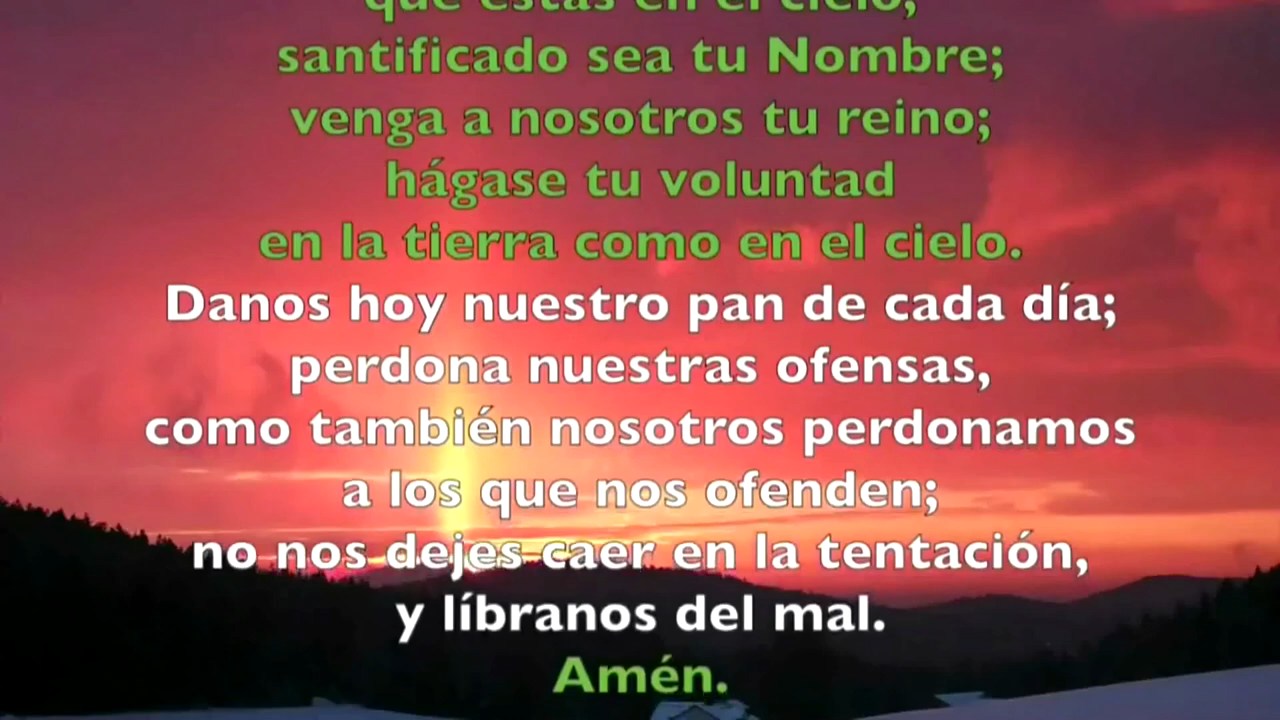 que estás en el cielo,
santificado sea tu Nombre;
venga a nosotros tu reino;
hágase tu voluntad
en la tierra como en el cielo.
Danos hoy nuestro pan de cada día;
perdona nuestras ofensas,
como también nosotros perdonamos
a los que nos ofenden;
no nos dejes caer en la tentación,
y líbranos del mal.
Amén.